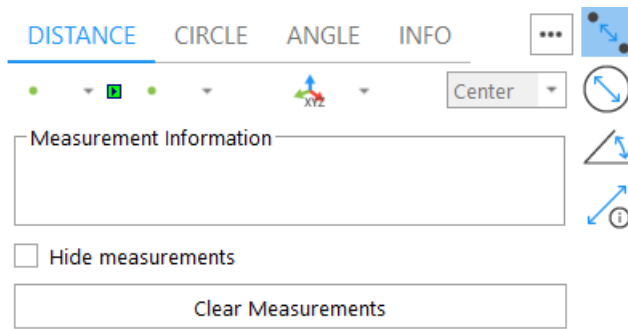 DISTANCE CIRCLE ANGLE INFO
XYZ Center
Measurement Information
Hide measurements
Clear Measurements